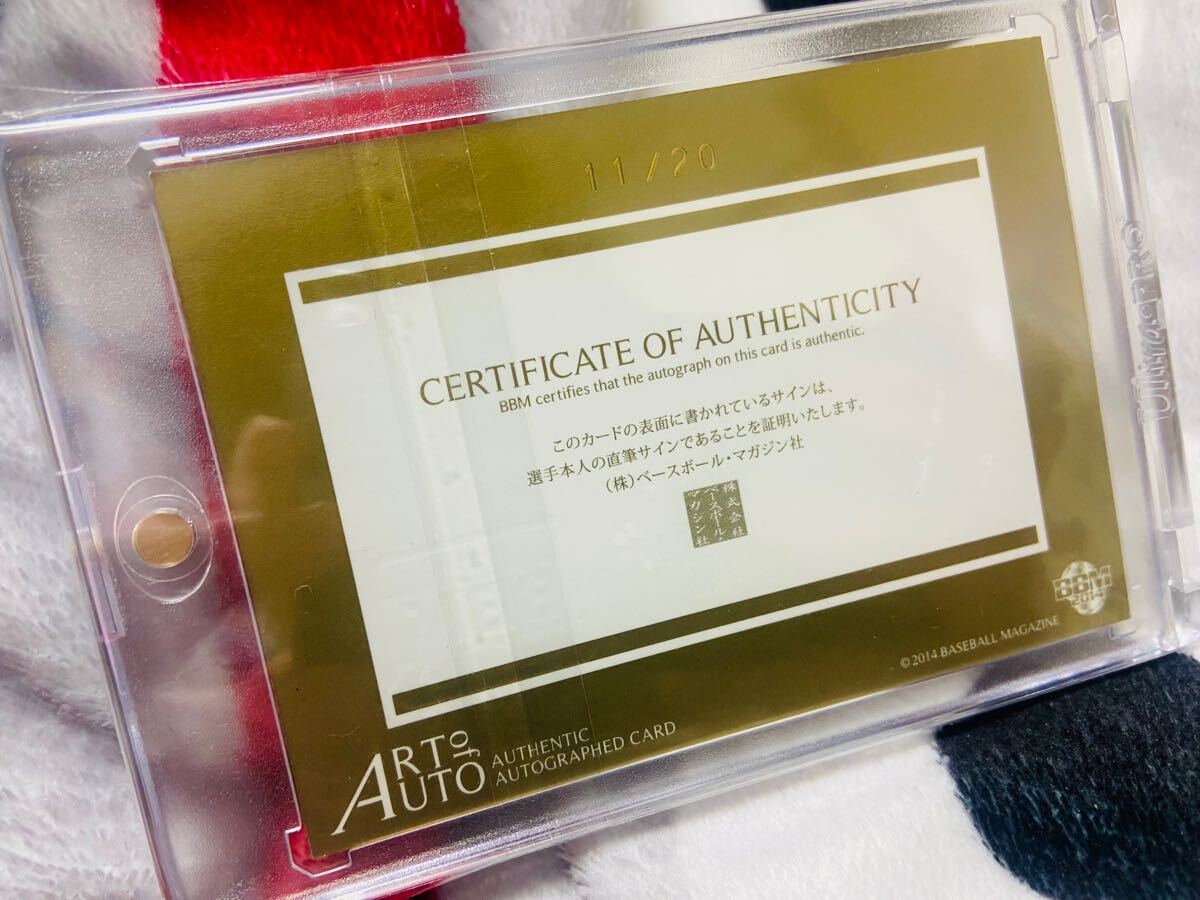 11/20
CERTIFICATE OF AUTHENTICITY
BBM certifies that the autograph on this card is authentic.
このカードの表面に書かれているサインは、
選手本人の直筆サインであることを証明いたします。
(株)ベースボール・マガジン社
株式会社
ベースボール・
マガジン社
BBM
2014
©2014.BASEBALL MAGAZINE
ART of AUTO
AUTHENTIC
AUTOGRAPHED CARD
Ultra•PRO